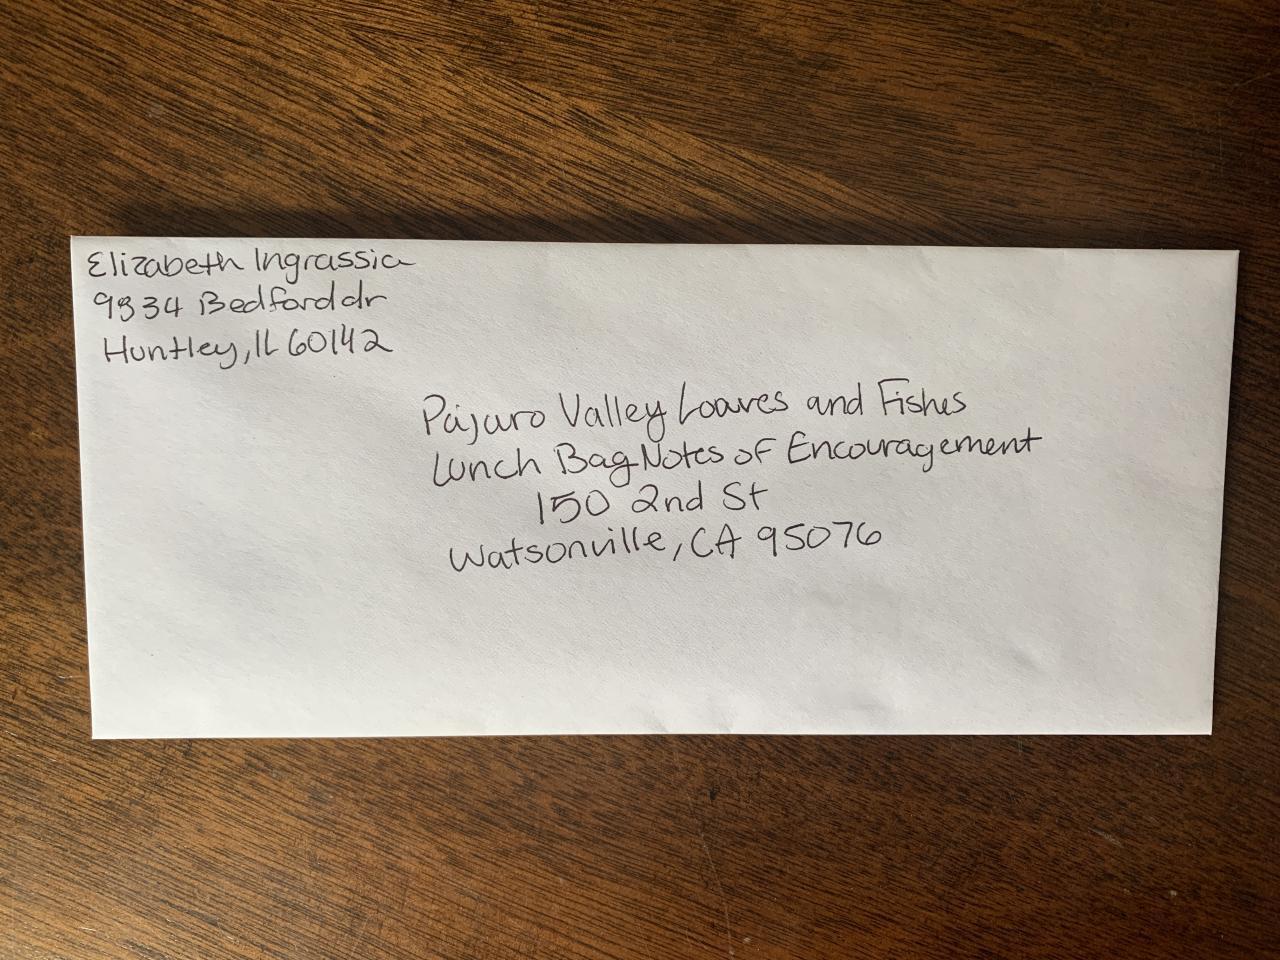 Elizabeth Ingrassia
9834 Bedford dr
Huntley, IL 60142
Pajaro Valley Loaves and Fishes
Lunch Bag Notes of Encouragement
150 2nd St
Watsonville, CA 95076